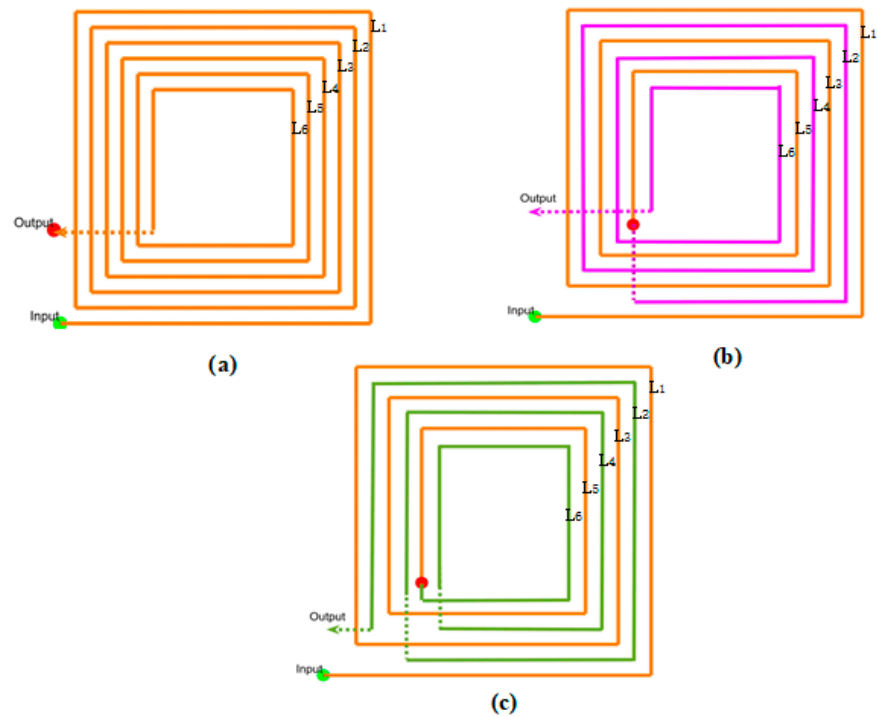 L1
L2
L3
L4
L5
L6
Output
Input
(a)
L1
L2
L3
L4
L5
L6
Output
Input
(b)
L1
L2
L3
L4
L5
L6
Output
Input
(c)